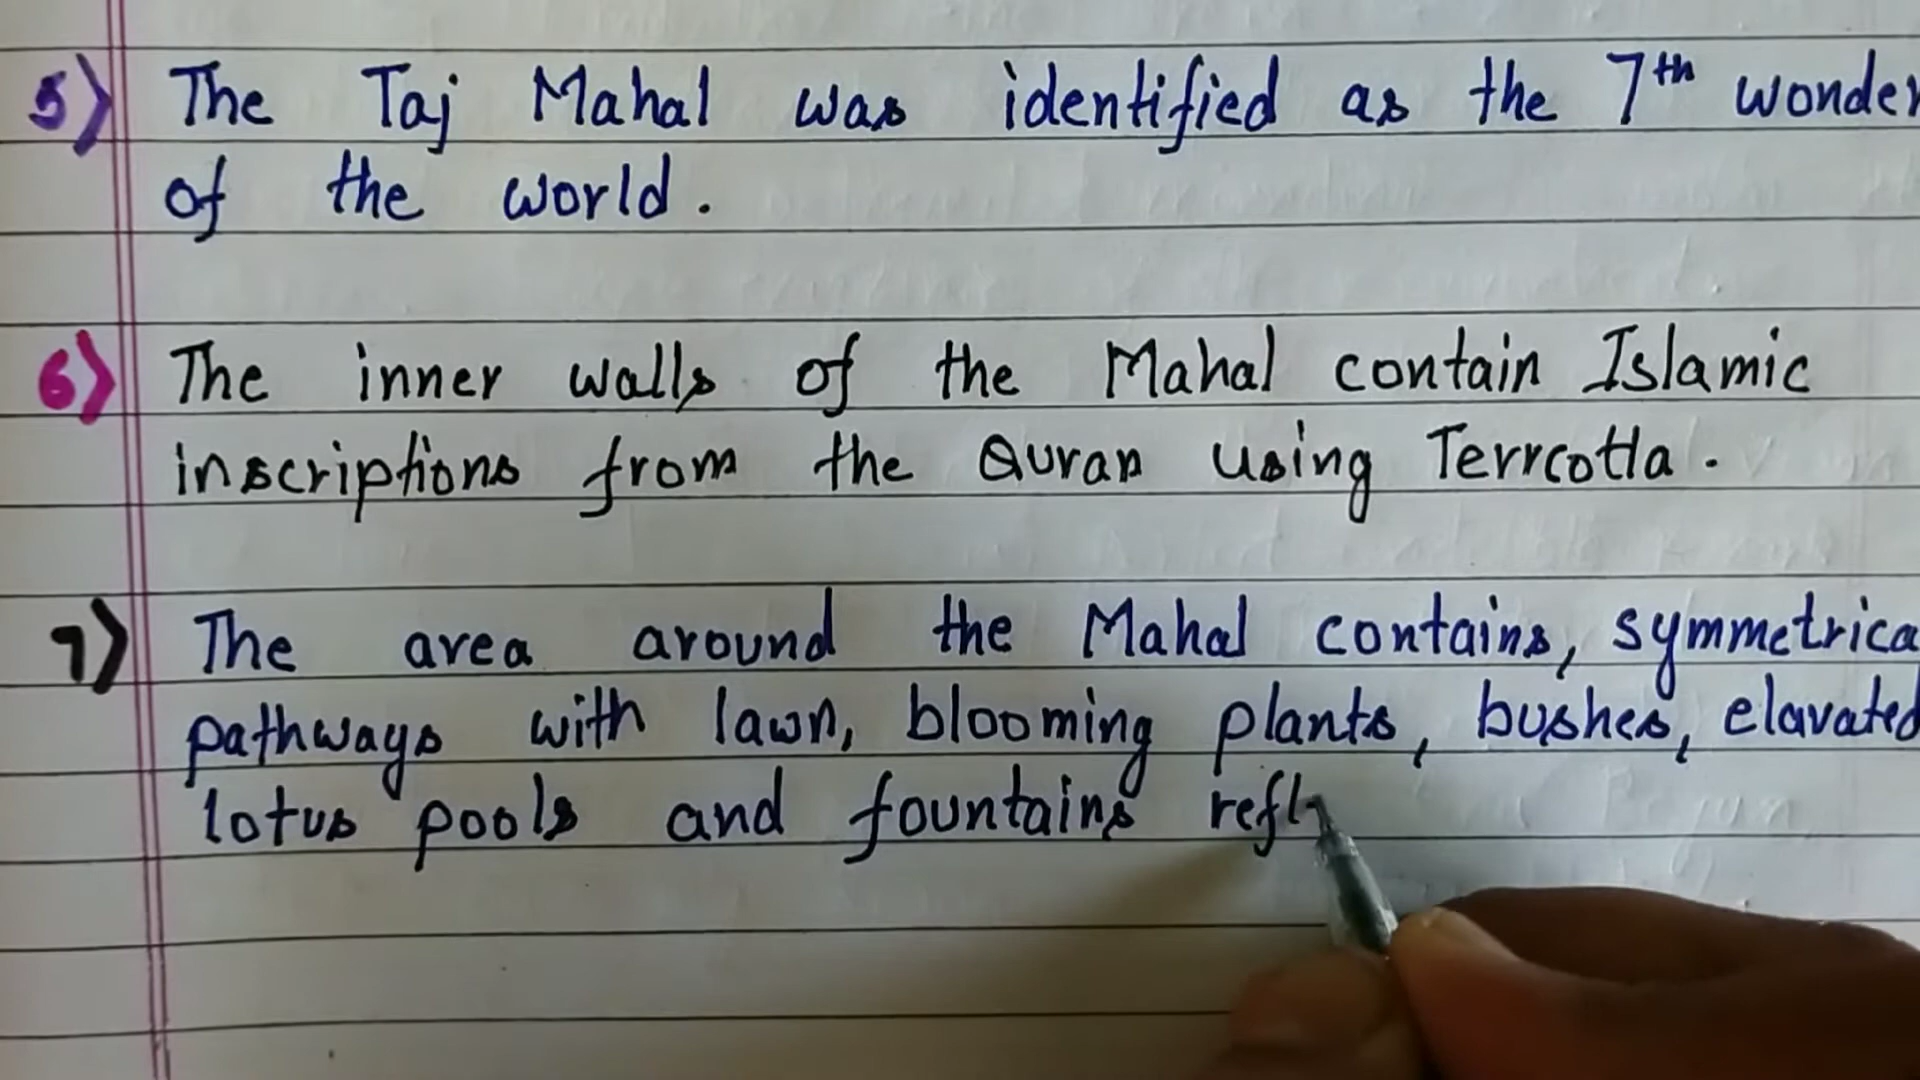 5) The Taj Mahal was identified as the 7th wonder
of the world.
6) The inner walls of the Mahal contain Islamic
inscriptions from the Quran using Terrcotta.
7) The area around the Mahal contains, symmetrica
pathways with lawn, blooming plants, bushes, elavated
lotus pools and fountains refl